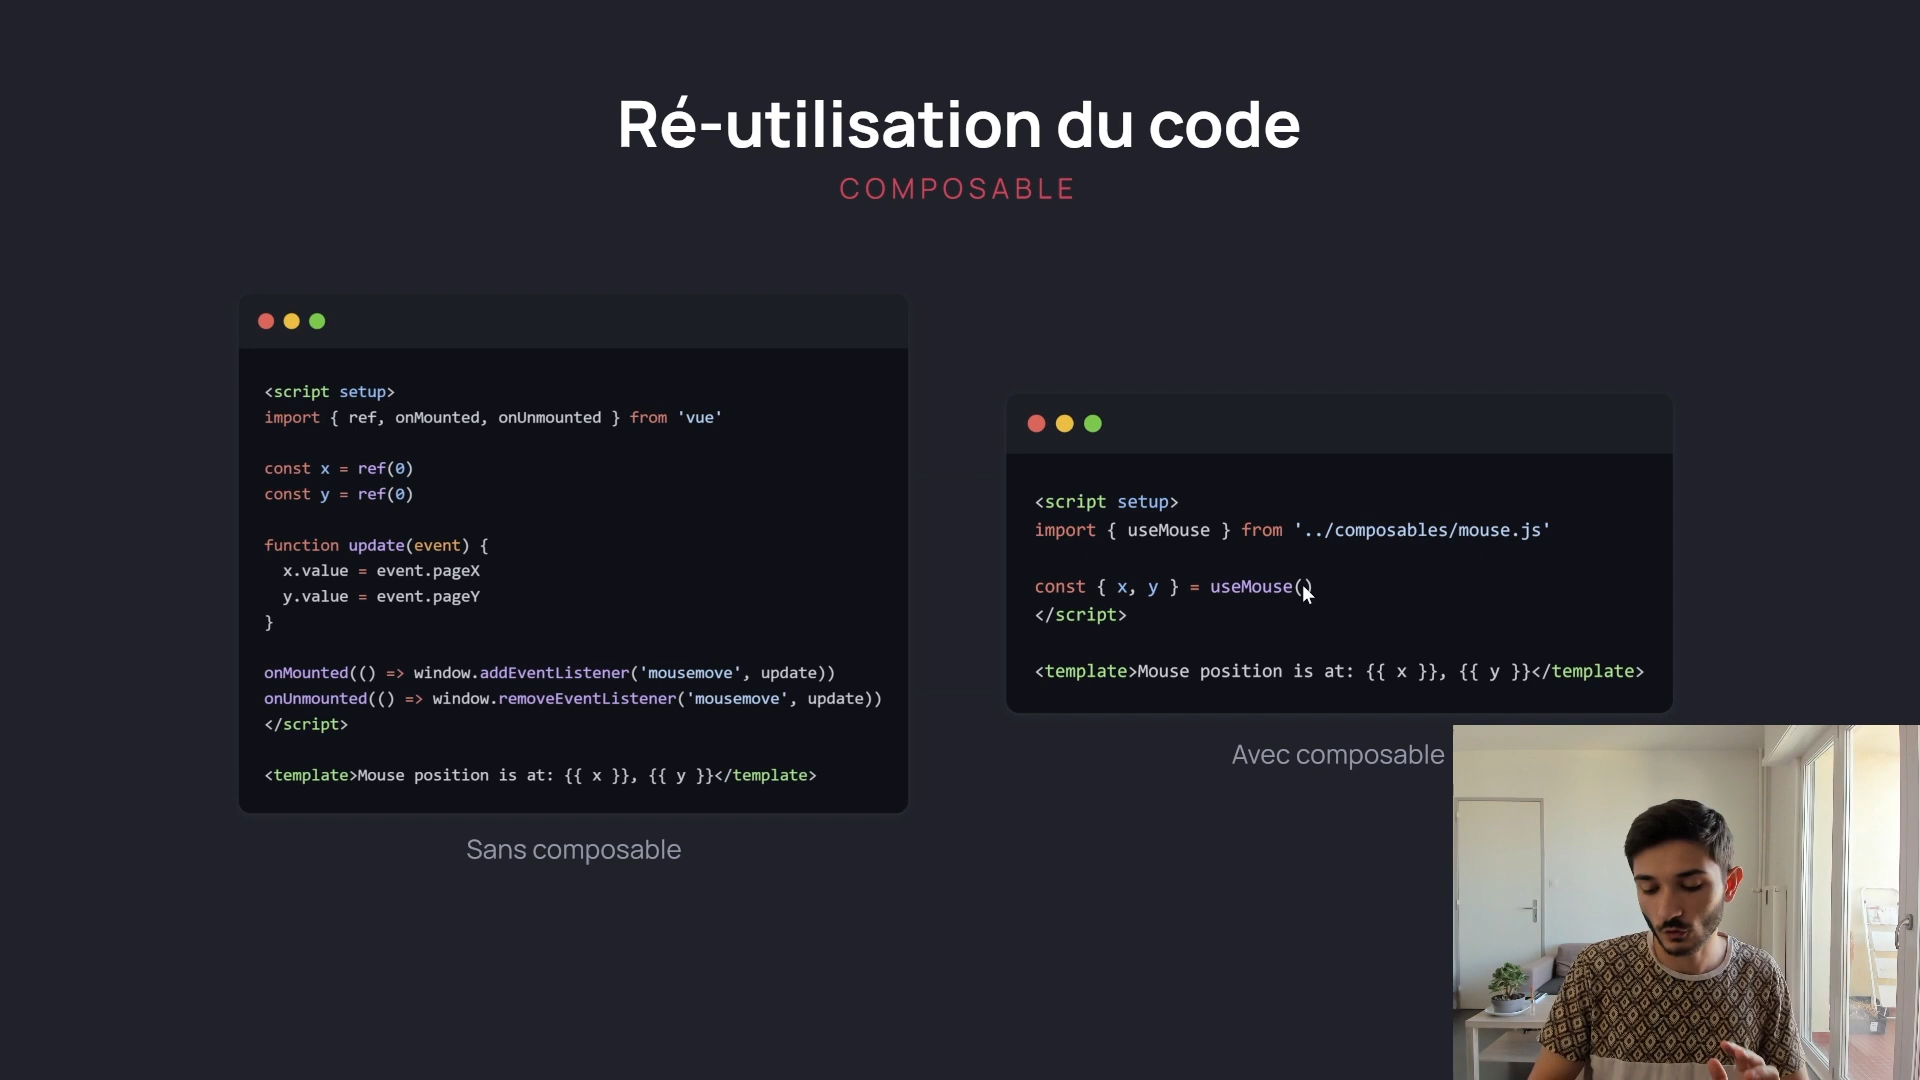 Ré-utilisation du code
COMPOSABLE
<script setup>
import { ref, onMounted, onUnmounted } from 'vue'
const x = ref(0)
const y = ref(0)
function update(event) {
  x.value = event.pageX
  y.value = event.pageY
}
onMounted(() => window.addEventListener('mousemove', update))
onUnmounted(() => window.removeEventListener('mousemove', update))
</script>
<template>Mouse position is at: {{ x }}, {{ y }}</template>
Sans composable
<script setup>
import { useMouse } from '../composables/mouse.js'
const { x, y } = useMouse()
</script>
<template>Mouse position is at: {{ x }}, {{ y }}</template>
Avec composable